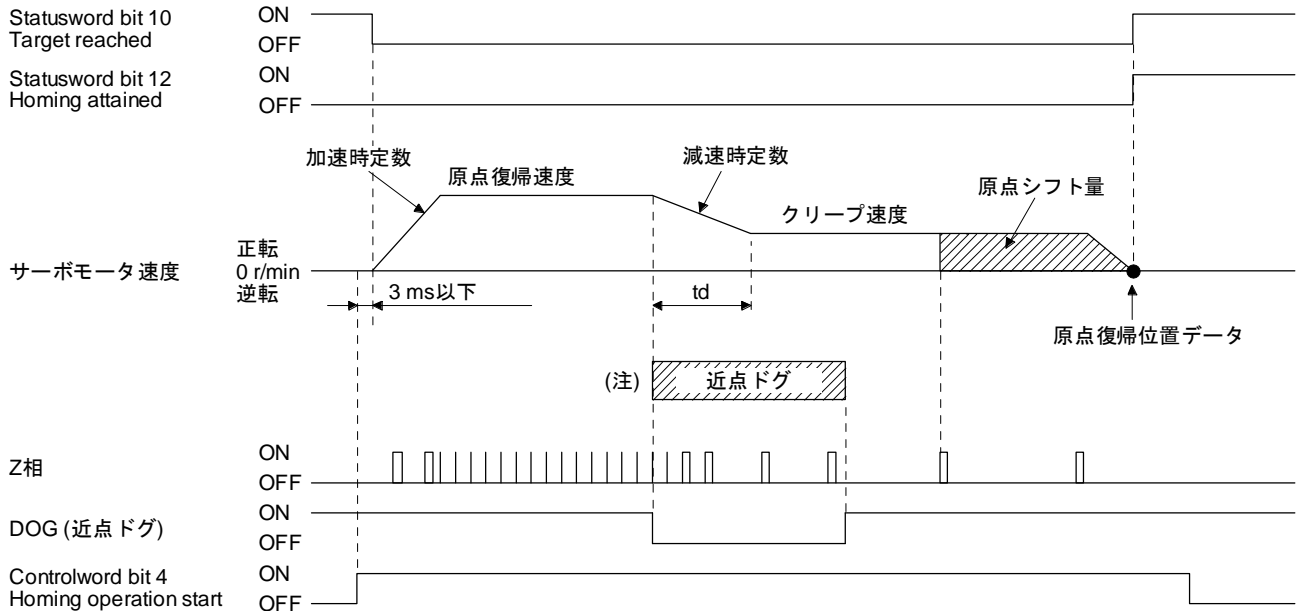 Statusword bit 10
Target reached
ON
OFF
Statusword bit 12
Homing attained
ON
OFF
加速時定数
原点復帰速度
減速時定数
クリープ速度
原点シフト量
サーボモータ速度
正転
0 r/min
逆転
3 ms以下
td
原点復帰位置データ
(注)
近点ドグ
Z相
ON
OFF
DOG (近点ドグ)
ON
OFF
Controlword bit 4
Homing operation start
ON
OFF